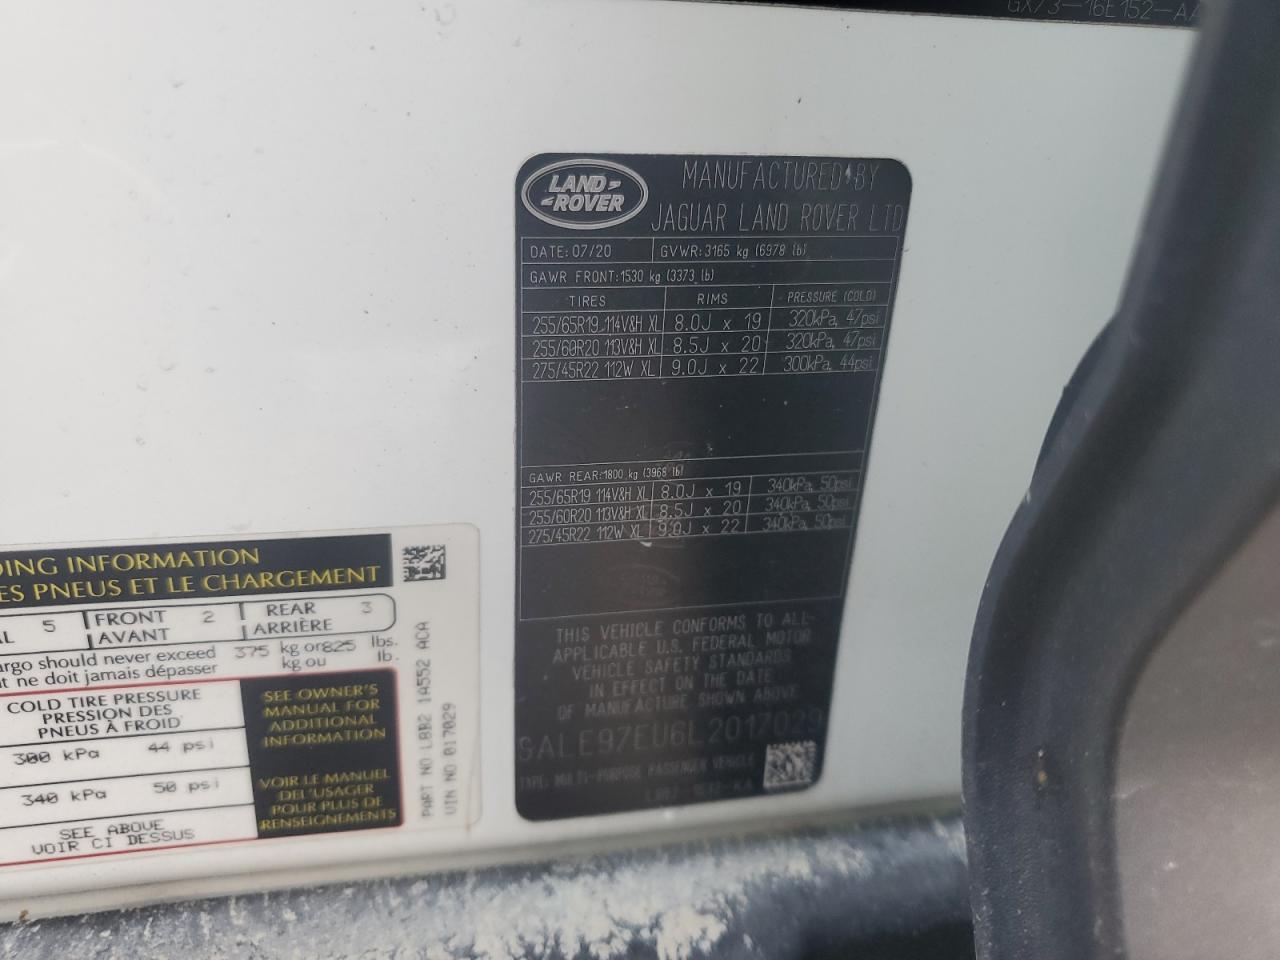 GX73-16E152-AA
LAND ROVER
MANUFACTURED BY
JAGUAR LAND ROVER LTD
DATE: 07/20 GVWR: 3165 kg (6978 lb)
GAWR FRONT: 1530 kg (3373 lb)
TIRES RIMS PRESSURE (COLD)
255/65R19 114V&H XL 8.0J x 19 320kPa, 47psi
255/60R20 113V&H XL 8.5J x 20 320kPa, 47psi
275/45R22 112W XL 9.0J x 22 300kPa, 44psi
GAWR REAR: 1800 kg (3968 lb)
255/65R19 114V&H XL 8.0J x 19 340kPa, 50psi
255/60R20 113V&H XL 8.5J x 20 340kPa, 50psi
275/45R22 112W XL 9.0J x 22 340kPa, 50psi
THIS VEHICLE CONFORMS TO ALL
APPLICABLE U.S. FEDERAL MOTOR
VEHICLE SAFETY STANDARDS
IN EFFECT ON THE DATE
OF MANUFACTURE SHOWN ABOVE
SALE97EU6L2017029
TYPE: MULTI-PURPOSE PASSENGER VEHICLE
DING INFORMATION
ES PNEUS ET LE CHARGEMENT
AL 5 FRONT AVANT 2 REAR ARRIÈRE 3
argo should never exceed 375 kg or 825 lbs.
t ne doit jamais dépasser kg ou lb.
COLD TIRE PRESSURE
PRESSION DES
PNEUS À FROID
300 kPa 44 psi
340 kPa 50 psi
SEE ABOVE
VOIR CI DESSUS
SEE OWNER'S
MANUAL FOR
ADDITIONAL
INFORMATION
VOIR LE MANUEL
DE L'USAGER
POUR PLUS DE
RENSEIGNEMENTS
PART NO L8B2 1A552 ACA
VIN NO 017029